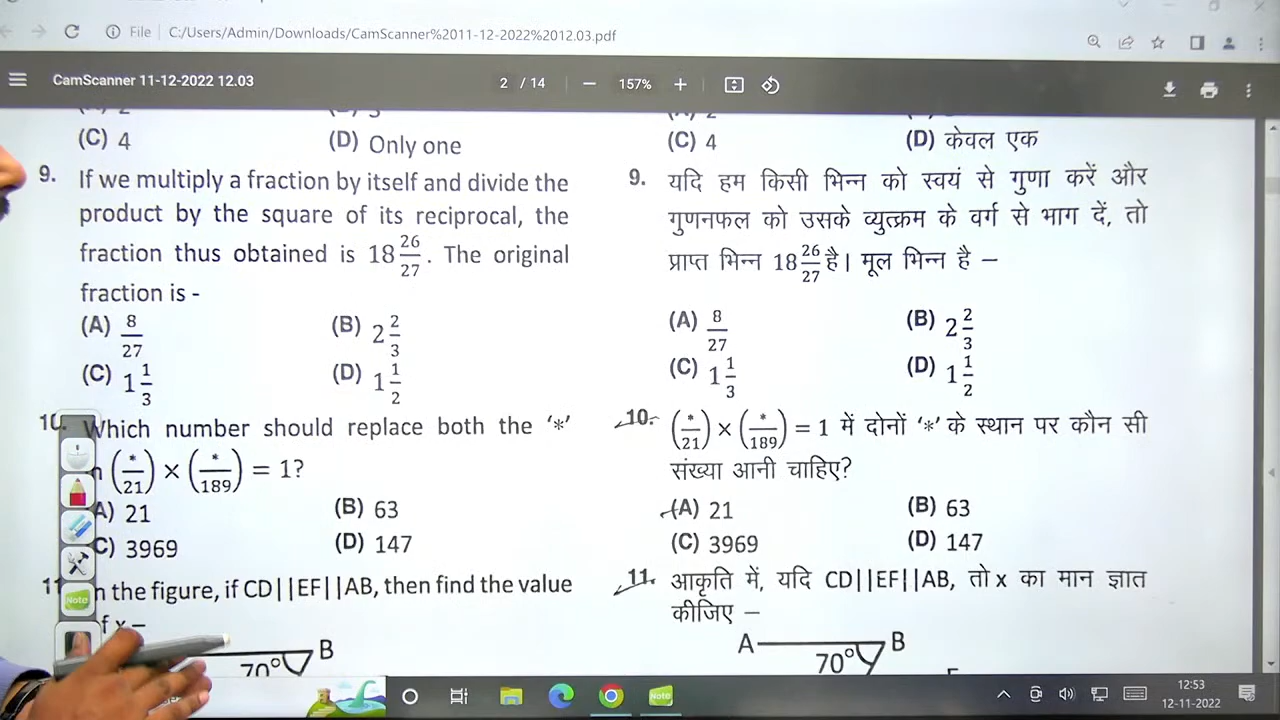 File C:/Users/Admin/Downloads/CamScanner%2011-12-2022%2012.03.pdf
CamScanner 11-12-2022 12.03
2 / 14
157%
(C) 4 (D) Only one
9. If we multiply a fraction by itself and divide the
product by the square of its reciprocal, the
fraction thus obtained is 18 26/27. The original
fraction is -
(A) 8/27 (B) 2 2/3
(C) 1 1/3 (D) 1 1/2
10. Which number should replace both the ‘*’
(*/21) × (*/189) = 1?
A) 21 (B) 63
C) 3969 (D) 147
n the figure, if CD||EF||AB, then find the value
f x –
B
70°
(C) 4 (D) केवल एक
9. यदि हम किसी भिन्न को स्वयं से गुणा करें और
गुणनफल को उसके व्युत्क्रम के वर्ग से भाग दें, तो
प्राप्त भिन्न 18 26/27 है। मूल भिन्न है –
(A) 8/27 (B) 2 2/3
(C) 1 1/3 (D) 1 1/2
10. (*/21) × (*/189) = 1 में दोनों ‘*’ के स्थान पर कौन सी
संख्या आनी चाहिए?
(A) 21 (B) 63
(C) 3969 (D) 147
11. आकृति में, यदि CD||EF||AB, तो x का मान ज्ञात
कीजिए –
A B
70°
Note
Note
12:53
12-11-2022